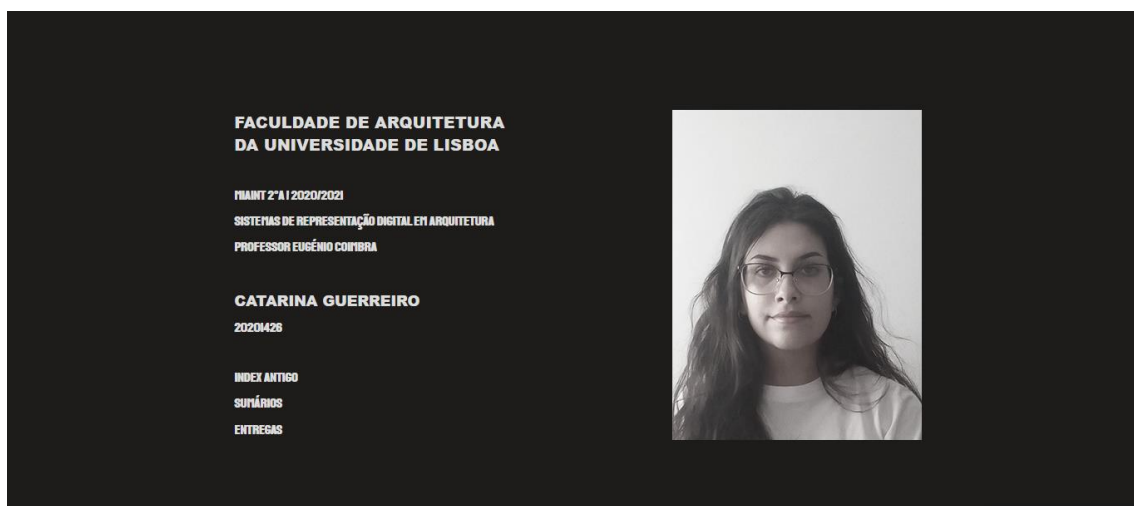 FACULDADE DE ARQUITETURA
DA UNIVERSIDADE DE LISBOA
MIAINT 2ºA | 2020/2021
SISTEMAS DE REPRESENTAÇÃO DIGITAL EM ARQUITETURA
PROFESSOR EUGÉNIO COIMBRA
CATARINA GUERREIRO
20201426
INDEX ANTIGO
SUMÁRIOS
ENTREGAS